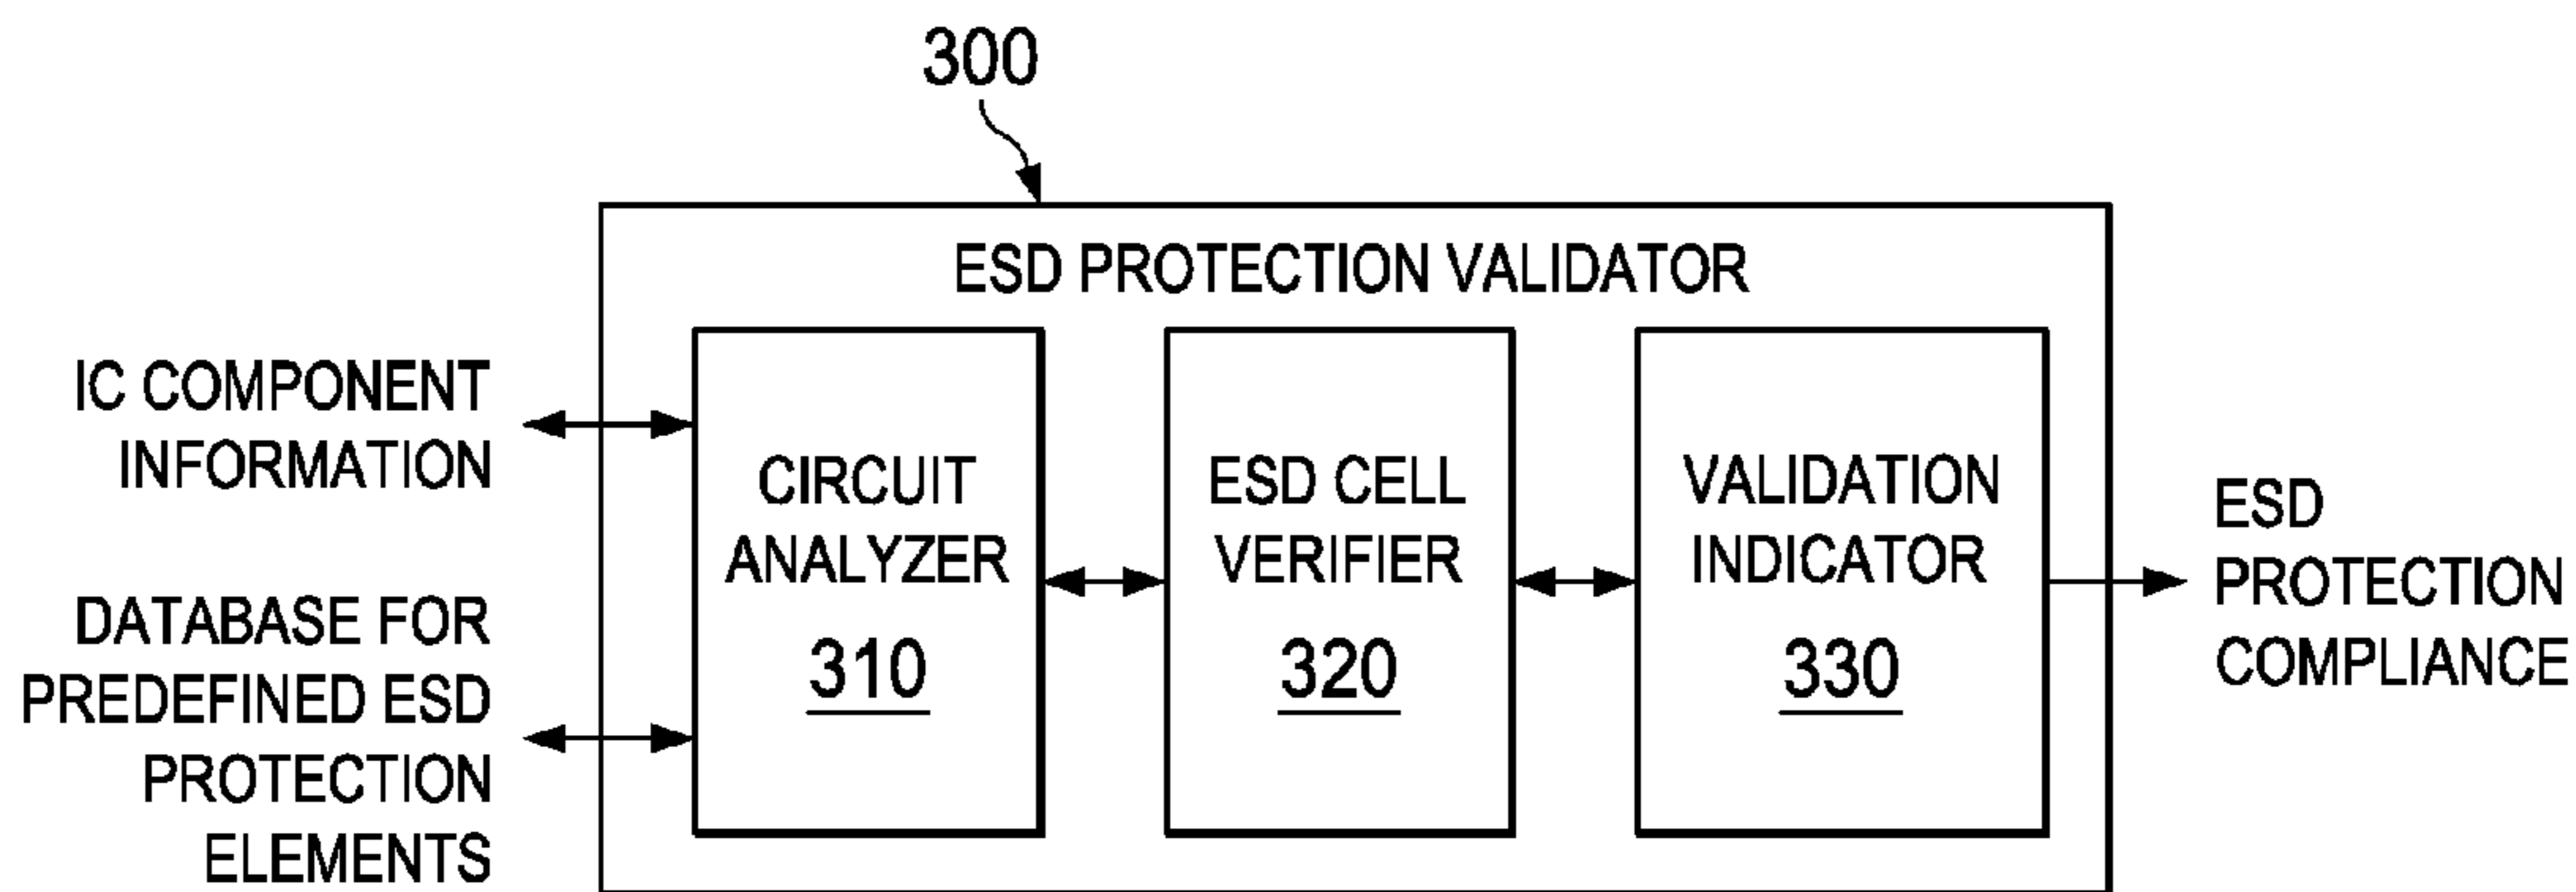 300
ESD PROTECTION VALIDATOR
IC COMPONENT
INFORMATION
DATABASE FOR
PREDEFINED ESD
PROTECTION
ELEMENTS
CIRCUIT
ANALYZER
310
ESD CELL
VERIFIER
320
VALIDATION
INDICATOR
330
ESD
PROTECTION
COMPLIANCE